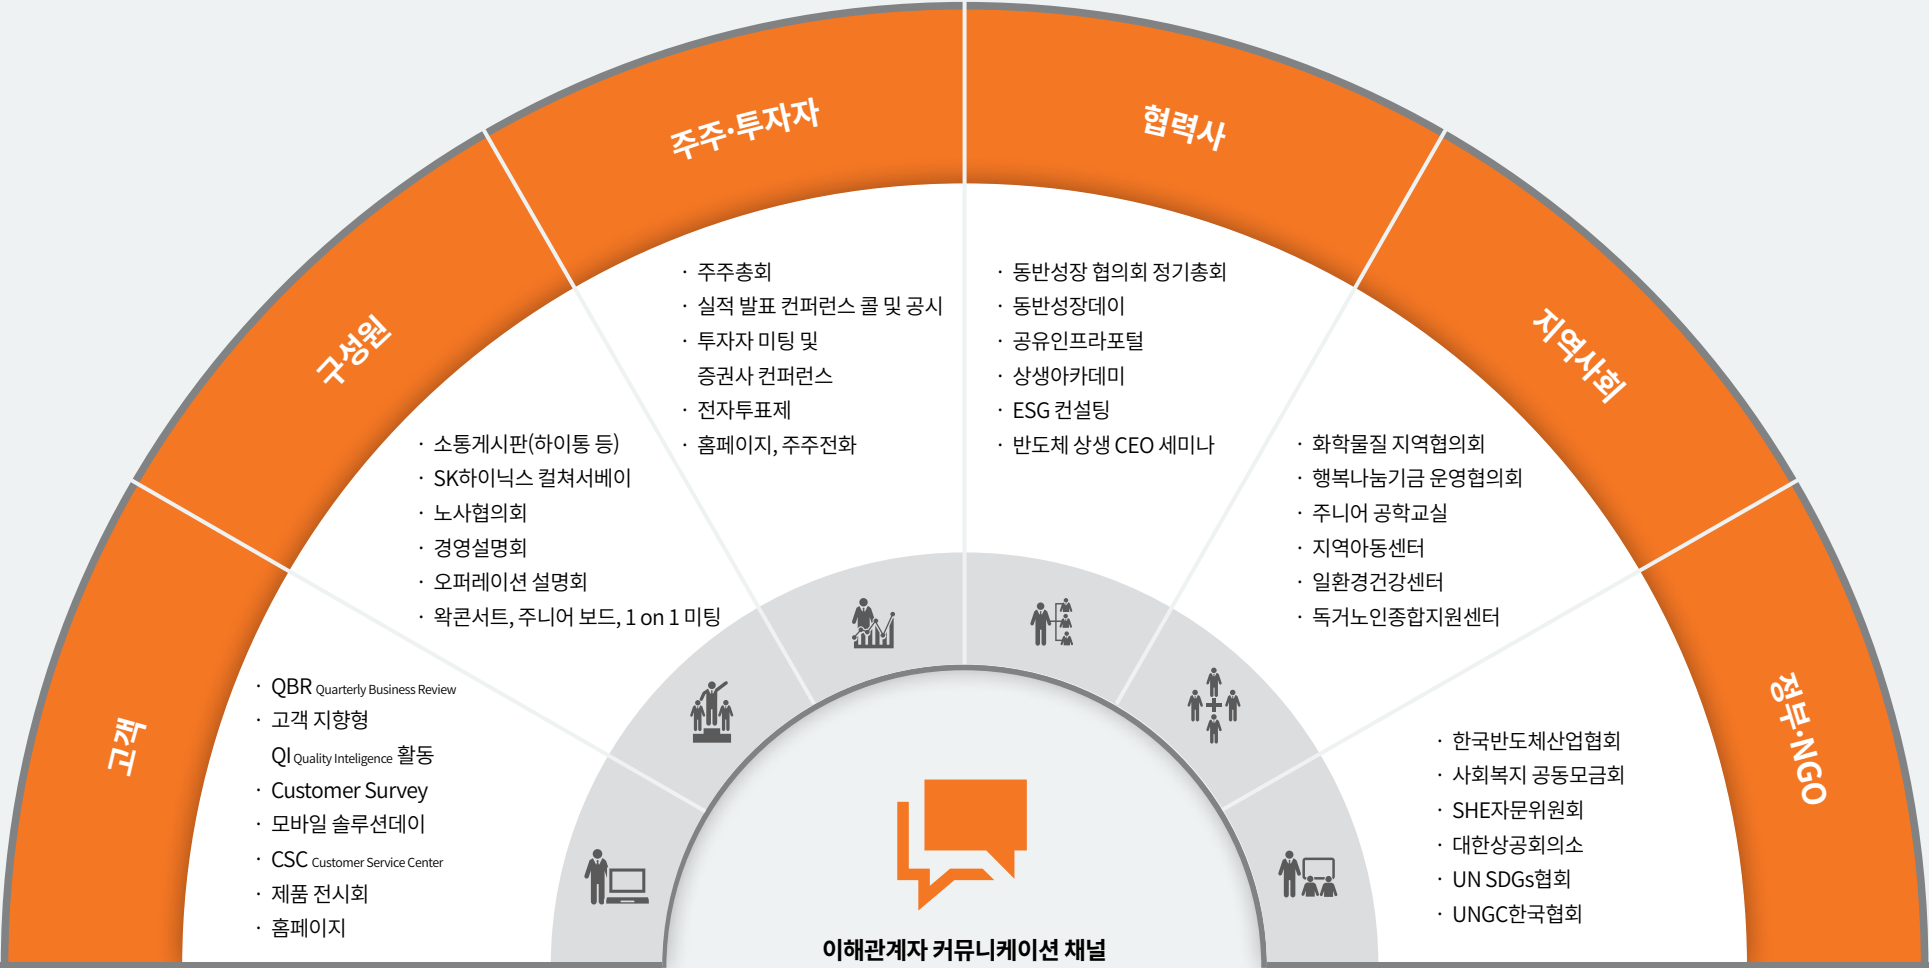 고객
· QBR Quarterly Business Review
· 고객 지향형
QI Quality Inteligence 활동
· Customer Survey
· 모바일 솔루션데이
· CSC Customer Service Center
· 제품 전시회
· 홈페이지
구성원
· 소통게시판(하이통 등)
· SK하이닉스 컬쳐서베이
· 노사협의회
· 경영설명회
· 오퍼레이션 설명회
· 왁콘서트, 주니어 보드, 1 on 1 미팅
주주·투자자
· 주주총회
· 실적 발표 컨퍼런스 콜 및 공시
· 투자자 미팅 및
증권사 컨퍼런스
· 전자투표제
· 홈페이지, 주주전화
협력사
· 동반성장 협의회 정기총회
· 동반성장데이
· 공유인프라포털
· 상생아카데미
· ESG 컨설팅
· 반도체 상생 CEO 세미나
지역사회
· 화학물질 지역협의회
· 행복나눔기금 운영협의회
· 주니어 공학교실
· 지역아동센터
· 일환경건강센터
· 독거노인종합지원센터
정부·NGO
· 한국반도체산업협회
· 사회복지 공동모금회
· SHE자문위원회
· 대한상공회의소
· UN SDGs협회
· UNGC한국협회
이해관계자 커뮤니케이션 채널